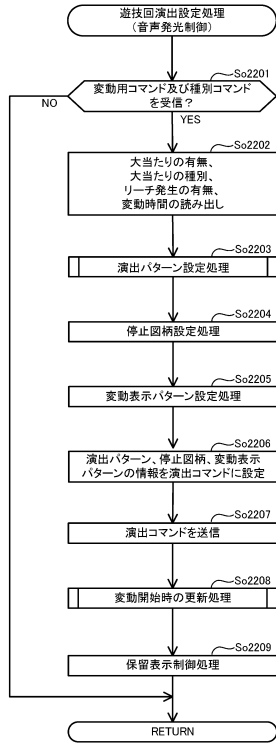 遊技回演出設定処理
(音声発光制御)
So2201
変動用コマンド及び種別コマンド
を受信？
NO
YES
So2202
大当たりの有無、
大当たりの種別、
リーチ発生の有無、
変動時間の読み出し
So2203
演出パターン設定処理
So2204
停止図柄設定処理
So2205
変動表示パターン設定処理
So2206
演出パターン、停止図柄、変動表示
パターンの情報を演出コマンドに設定
So2207
演出コマンドを送信
So2208
変動開始時の更新処理
So2209
保留表示制御処理
RETURN